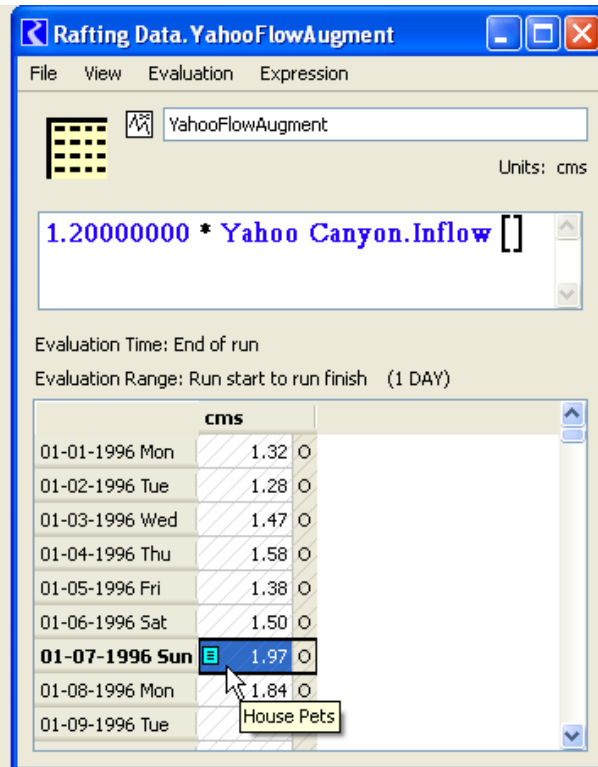 Rafting Data.YahooFlowAugment
File View Evaluation Expression
YahooFlowAugment
Units: cms
1.20000000 * Yahoo Canyon.Inflow []
Evaluation Time: End of run
Evaluation Range: Run start to run finish (1 DAY)
cms
01-01-1996 Mon 1.32 O
01-02-1996 Tue 1.28 O
01-03-1996 Wed 1.47 O
01-04-1996 Thu 1.58 O
01-05-1996 Fri 1.38 O
01-06-1996 Sat 1.50 O
01-07-1996 Sun 1.97 O
01-08-1996 Mon 1.84 O
01-09-1996 Tue
House Pets